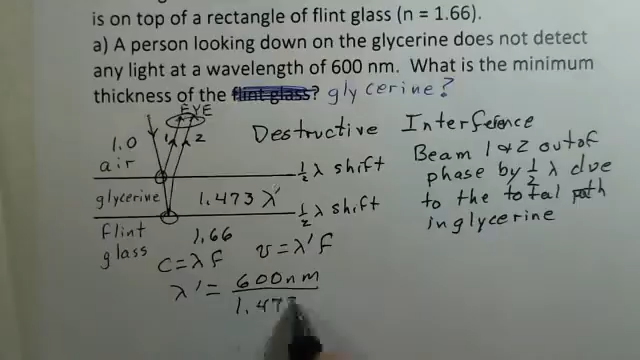 is on top of a rectangle of flint glass (n = 1.66).
a) A person looking down on the glycerine does not detect
any light at a wavelength of 600 nm. What is the minimum
thickness of the flint glass? glycerine?
EYE
1 2
1.0
air
Destructive Interference
Beam 1 & 2 out of
phase by 1/2 λ due
to the total path
in glycerine
1/2 λ shift
glycerine 1.473 λ'
1/2 λ shift
flint
glass
1.66
c = λ f v = λ' f
λ' = 600nm
1.47